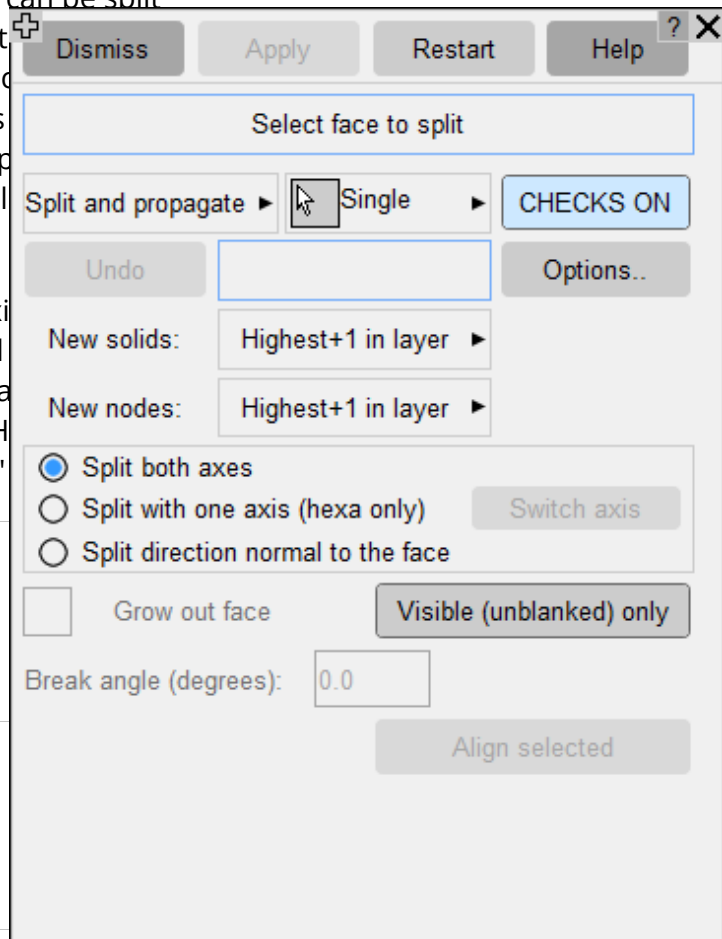 can be split
?
Dismiss Apply Restart Help
Select face to split
Split and propagate Single CHECKS ON
Undo Options..
New solids: Highest+1 in layer
New nodes: Highest+1 in layer
Split both axes
Split with one axis (hexa only) Switch axis
Split direction normal to the face
Grow out face Visible (unblanked) only
Break angle (degrees): 0.0
Align selected